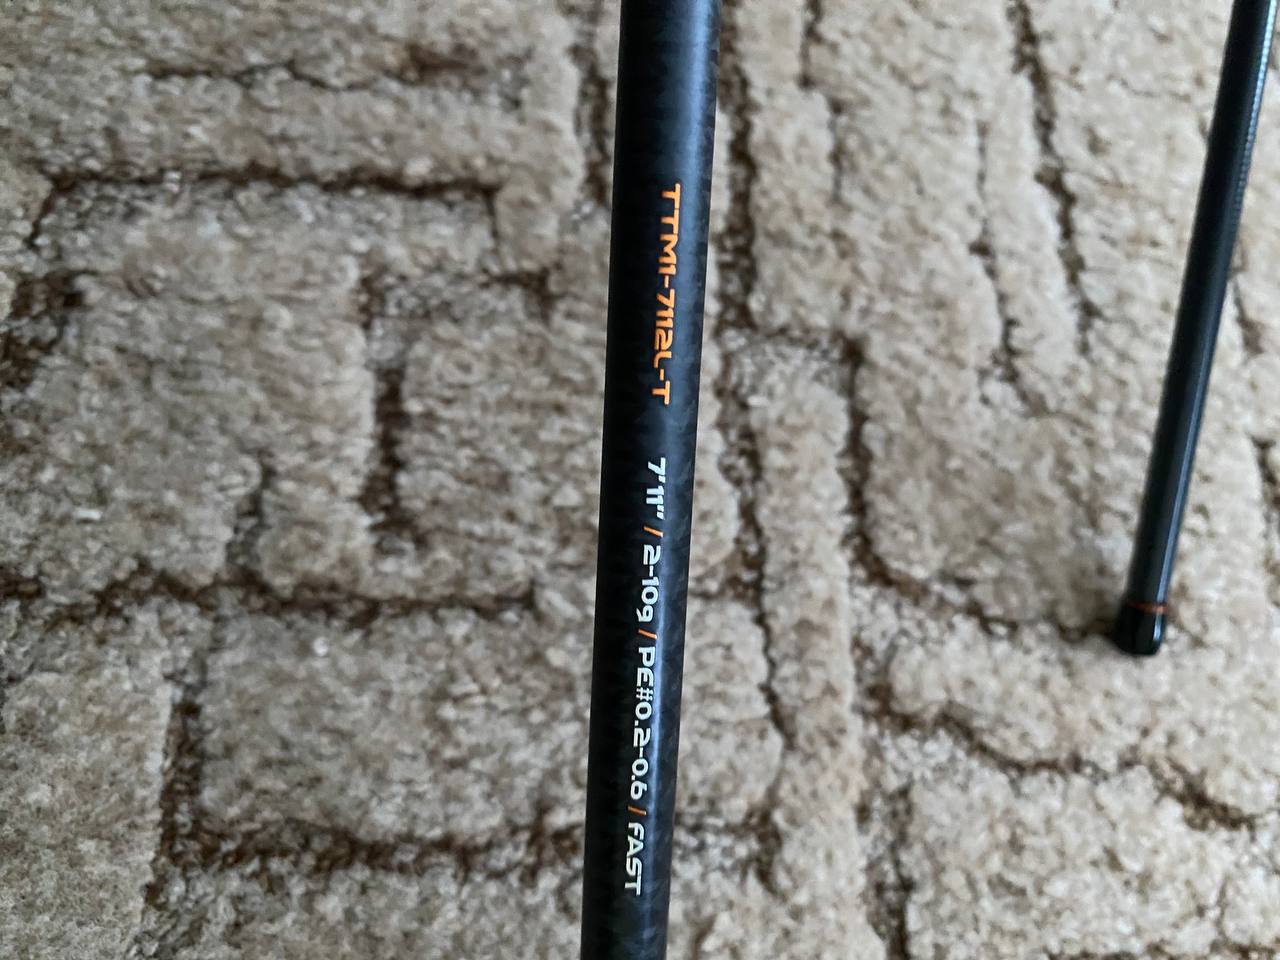 TTM1-7112L-T 7'11" / 2-10g / PE#0.2-0.6 / FAST